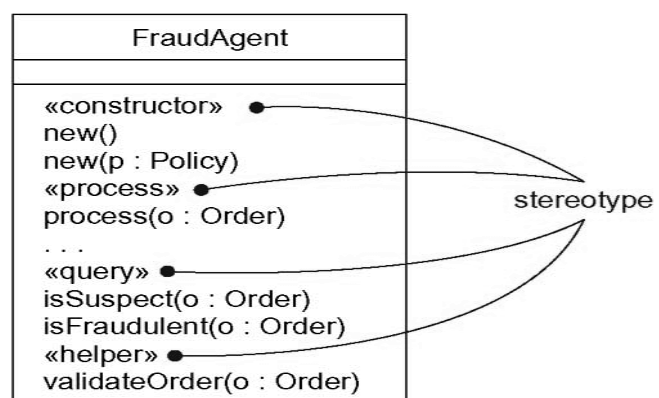 FraudAgent
«constructor»
new()
new(p : Policy)
«process»
process(o : Order)
. . .
«query»
isSuspect(o : Order)
isFraudulent(o : Order)
«helper»
validateOrder(o : Order)
stereotype